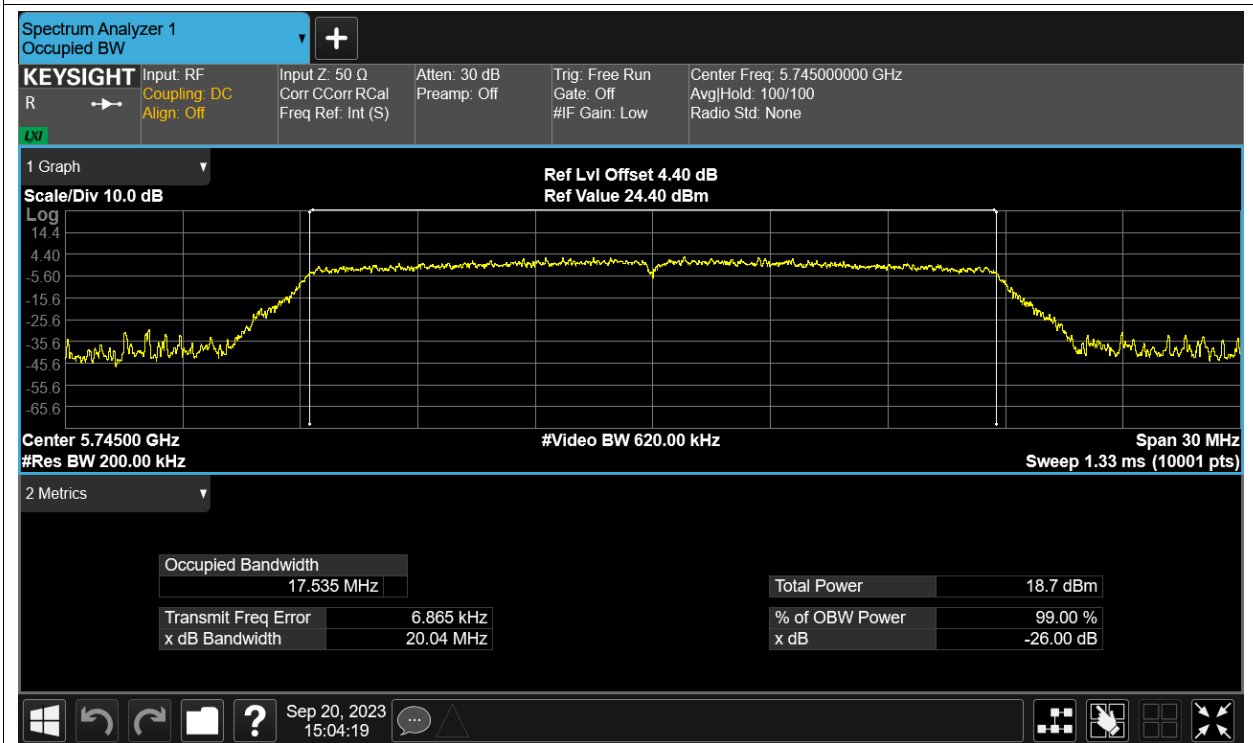 Spectrum Analyzer 1
Occupied BW
KEYSIGHT
R
LXI
Input: RF
Coupling: DC
Align: Off
Input Z: 50 Ω
Corr CCorr RCal
Freq Ref: Int (S)
Atten: 30 dB
Preamp: Off
Trig: Free Run
Gate: Off
#IF Gain: Low
Center Freq: 5.745000000 GHz
Avg|Hold: 100/100
Radio Std: None
1 Graph
Scale/Div 10.0 dB
Ref Lvl Offset 4.40 dB
Ref Value 24.40 dBm
Log
14.4
4.40
-5.60
-15.6
-25.6
-35.6
-45.6
-55.6
-65.6
Center 5.74500 GHz
#Res BW 200.00 kHz
#Video BW 620.00 kHz
Span 30 MHz
Sweep 1.33 ms (10001 pts)
2 Metrics
Occupied Bandwidth
17.535 MHz
Transmit Freq Error 6.865 kHz
x dB Bandwidth 20.04 MHz
Total Power 18.7 dBm
% of OBW Power 99.00 %
x dB -26.00 dB
?
Sep 20, 2023
15:04:19